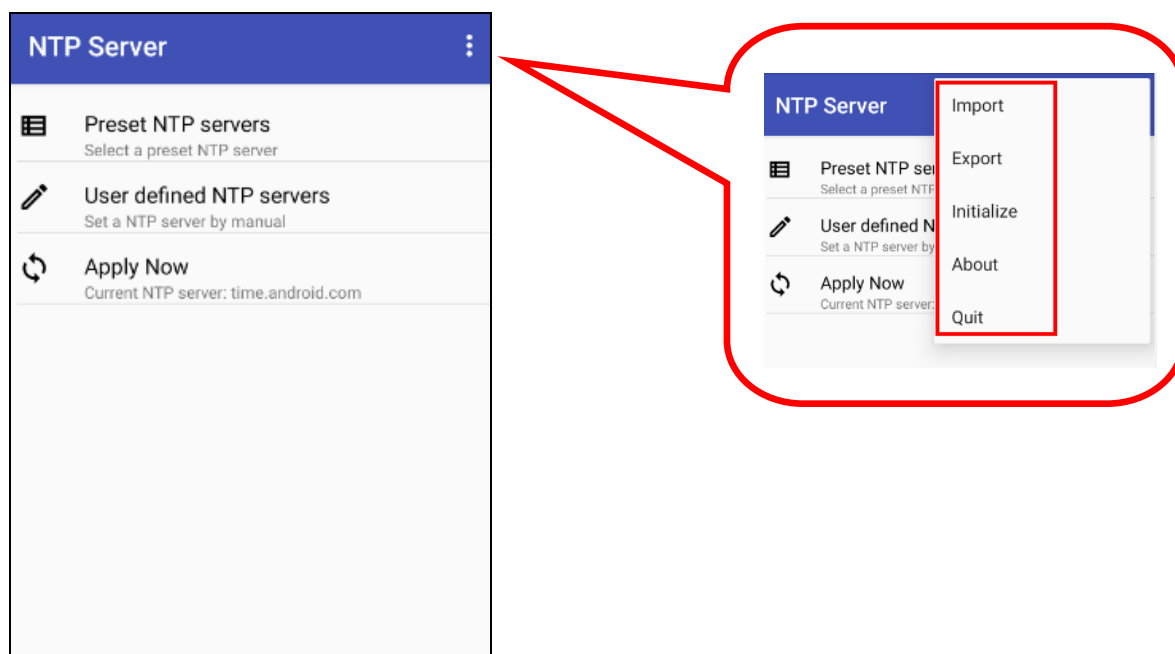 NTP Server
Preset NTP servers
Select a preset NTP server
User defined NTP servers
Set a NTP server by manual
Apply Now
Current NTP server: time.android.com
NTP Server
Preset NTP ser
Select a preset NTP
User defined N
Set a NTP server by
Apply Now
Current NTP server:
Import
Export
Initialize
About
Quit